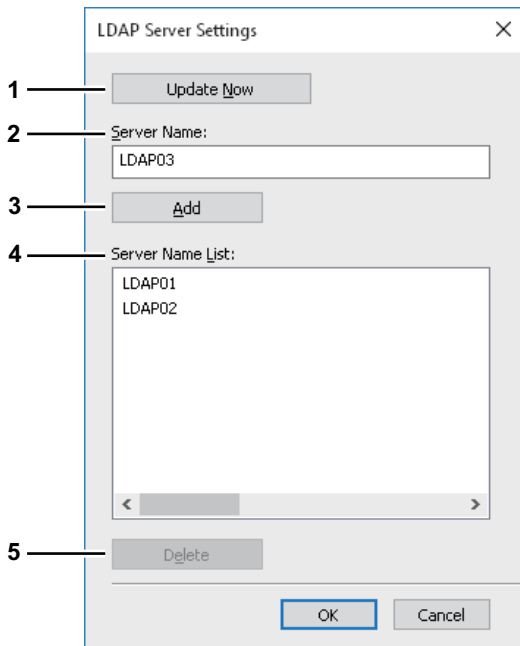 LDAP Server Settings
1 Update Now
2 Server Name:
LDAP03
3 Add
4 Server Name List:
LDAP01
LDAP02
5 Delete
OK Cancel